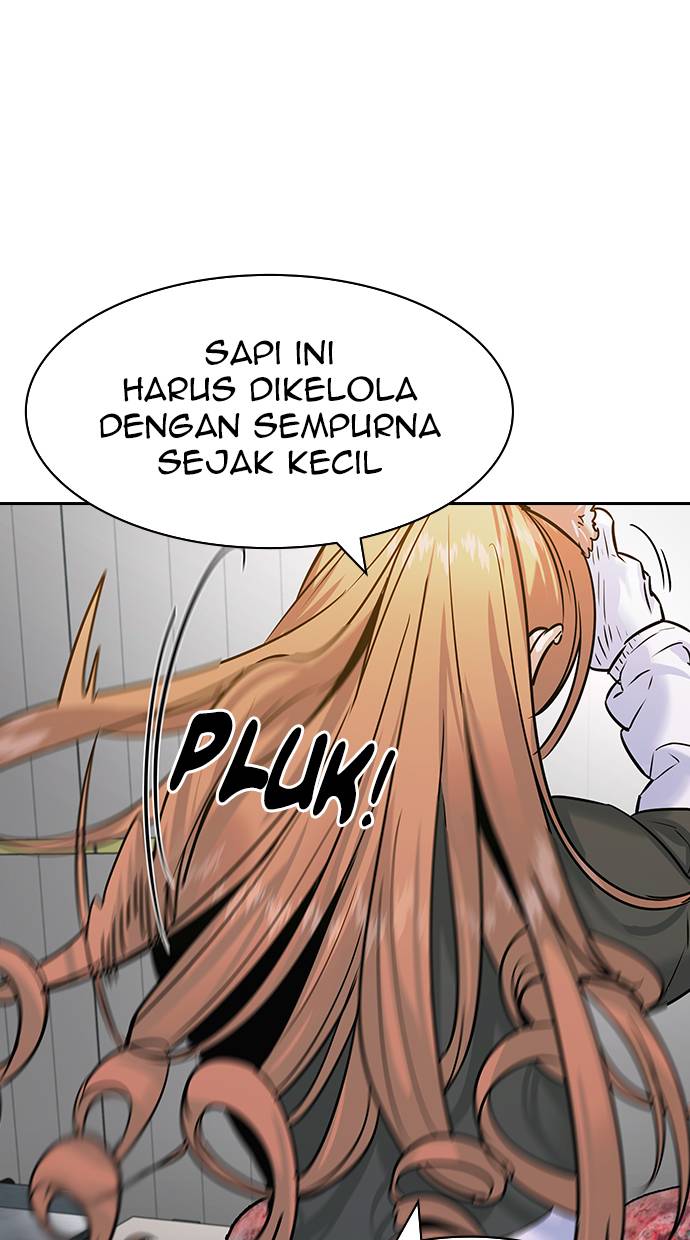 SAPI INI
HARUS DIKELOLA
DENGAN SEMPURNA
SEJAK KECIL
PLUK!